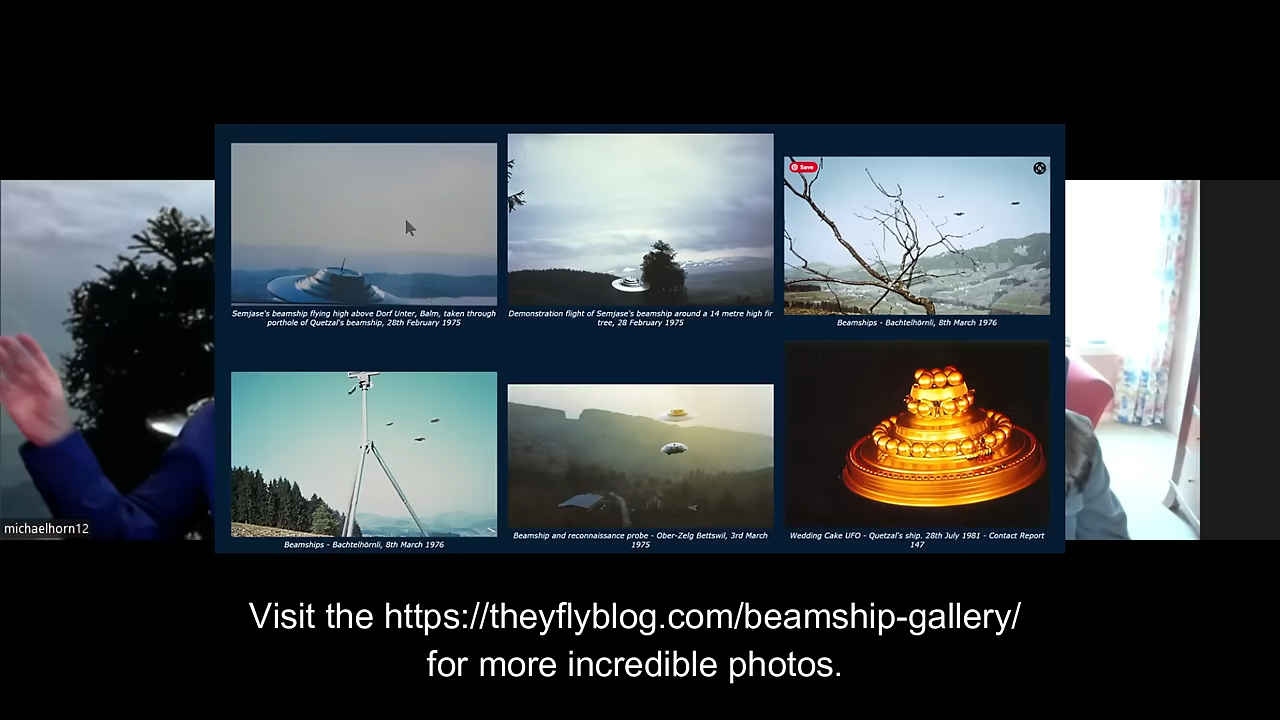 Save
Semjase's beamship flying high above Dorf Unter, Balm, taken through
porthole of Quetzal's beamship, 28th February 1975
Demonstration flight of Semjase's beamship around a 14 metre high fir
tree, 28 February 1975
Beamships - Bachtelhörnli, 8th March 1976
Beamships - Bachtelhörnli, 8th March 1976
Beamship and reconnaissance probe - Ober-Zelg Bettswil, 3rd March
1975
Wedding Cake UFO - Quetzal's ship. 28th July 1981 - Contact Report
147
michaelhorn12
Visit the https://theyflyblog.com/beamship-gallery/
for more incredible photos.